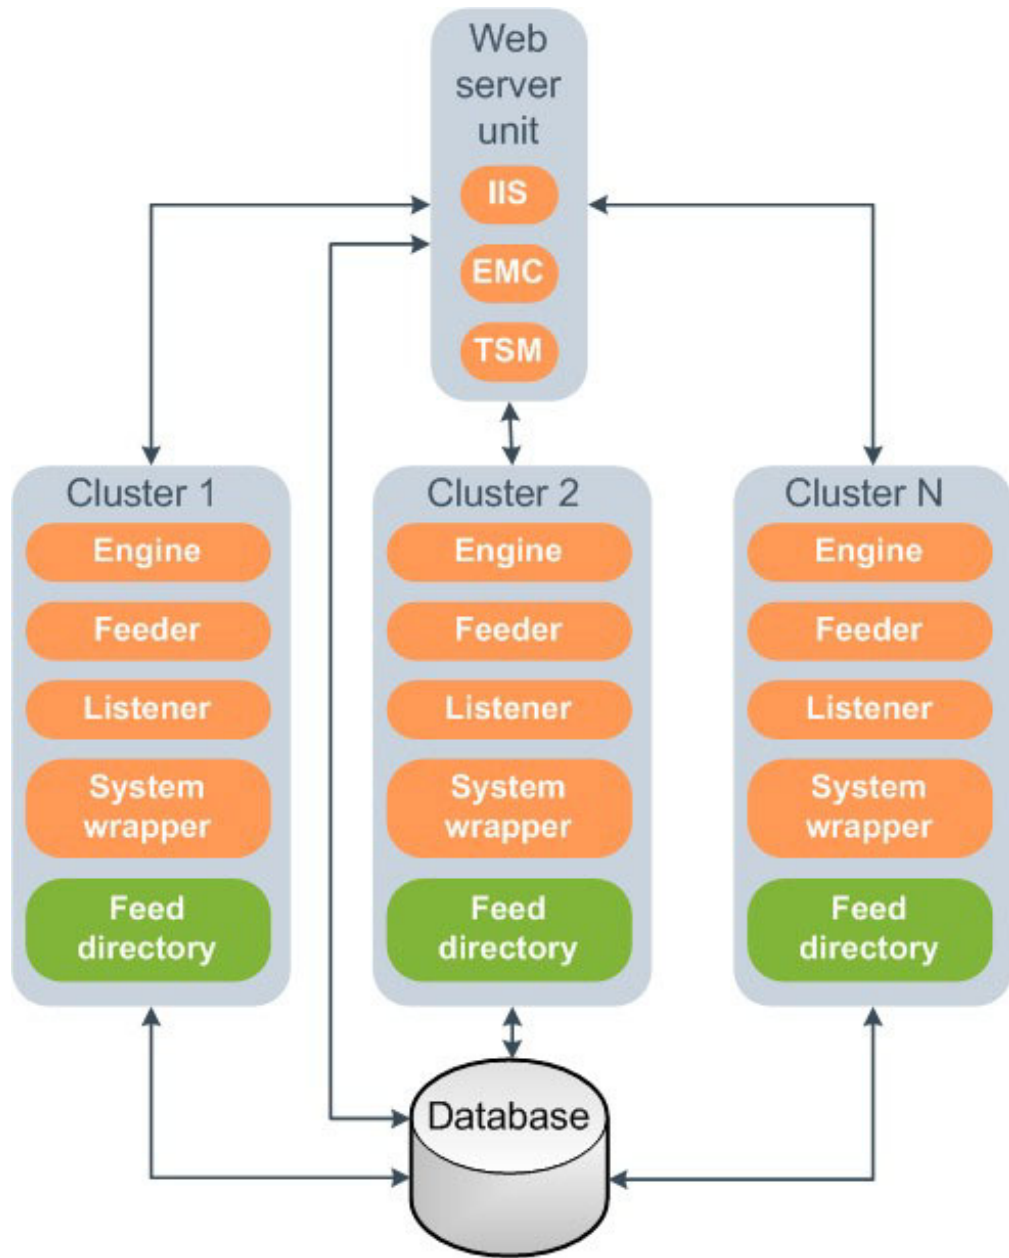 Web
server
unit
IIS
EMC
TSM
Cluster 1
Engine
Feeder
Listener
System
wrapper
Feed
directory
Cluster 2
Engine
Feeder
Listener
System
wrapper
Feed
directory
Cluster N
Engine
Feeder
Listener
System
wrapper
Feed
directory
Database